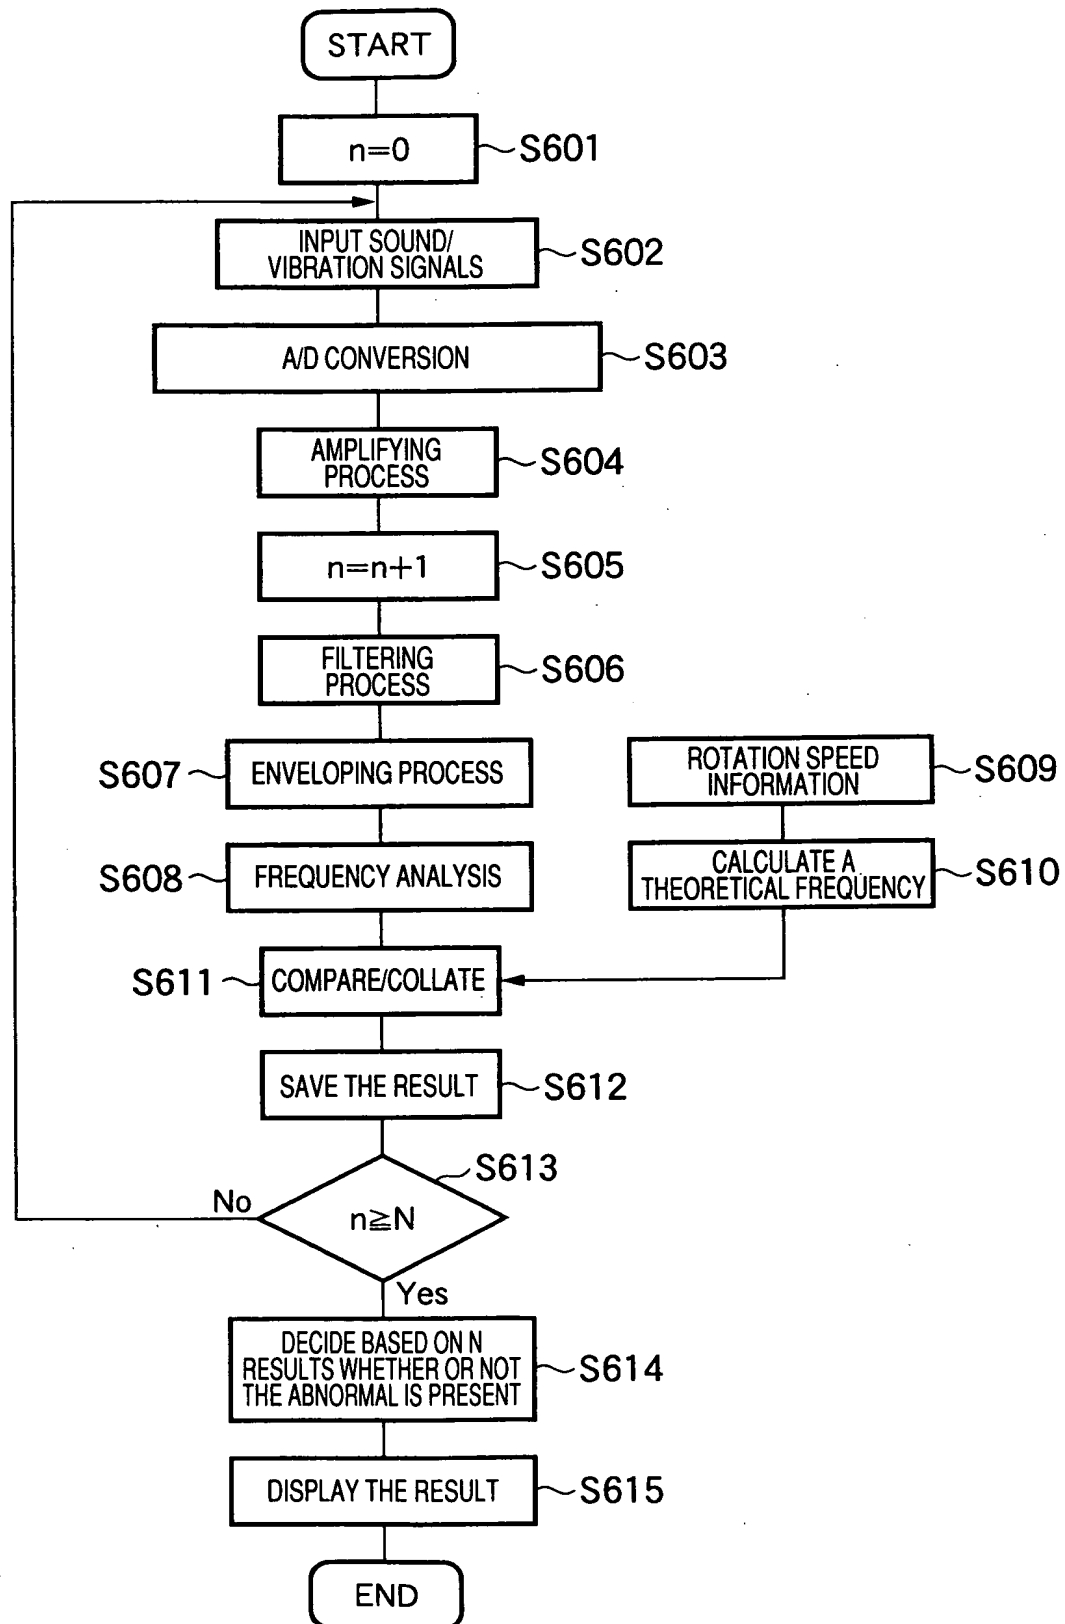 START
n=0
S601
INPUT SOUND/
VIBRATION SIGNALS
S602
A/D CONVERSION
S603
AMPLIFYING
PROCESS
S604
n=n+1
S605
FILTERING
PROCESS
S606
S607
ENVELOPING PROCESS
ROTATION SPEED
INFORMATION
S609
S608
FREQUENCY ANALYSIS
CALCULATE A
THEORETICAL FREQUENCY
S610
S611
COMPARE/COLLATE
SAVE THE RESULT
S612
S613
No
n≧N
Yes
DECIDE BASED ON N
RESULTS WHETHER OR NOT
THE ABNORMAL IS PRESENT
S614
DISPLAY THE RESULT
S615
END